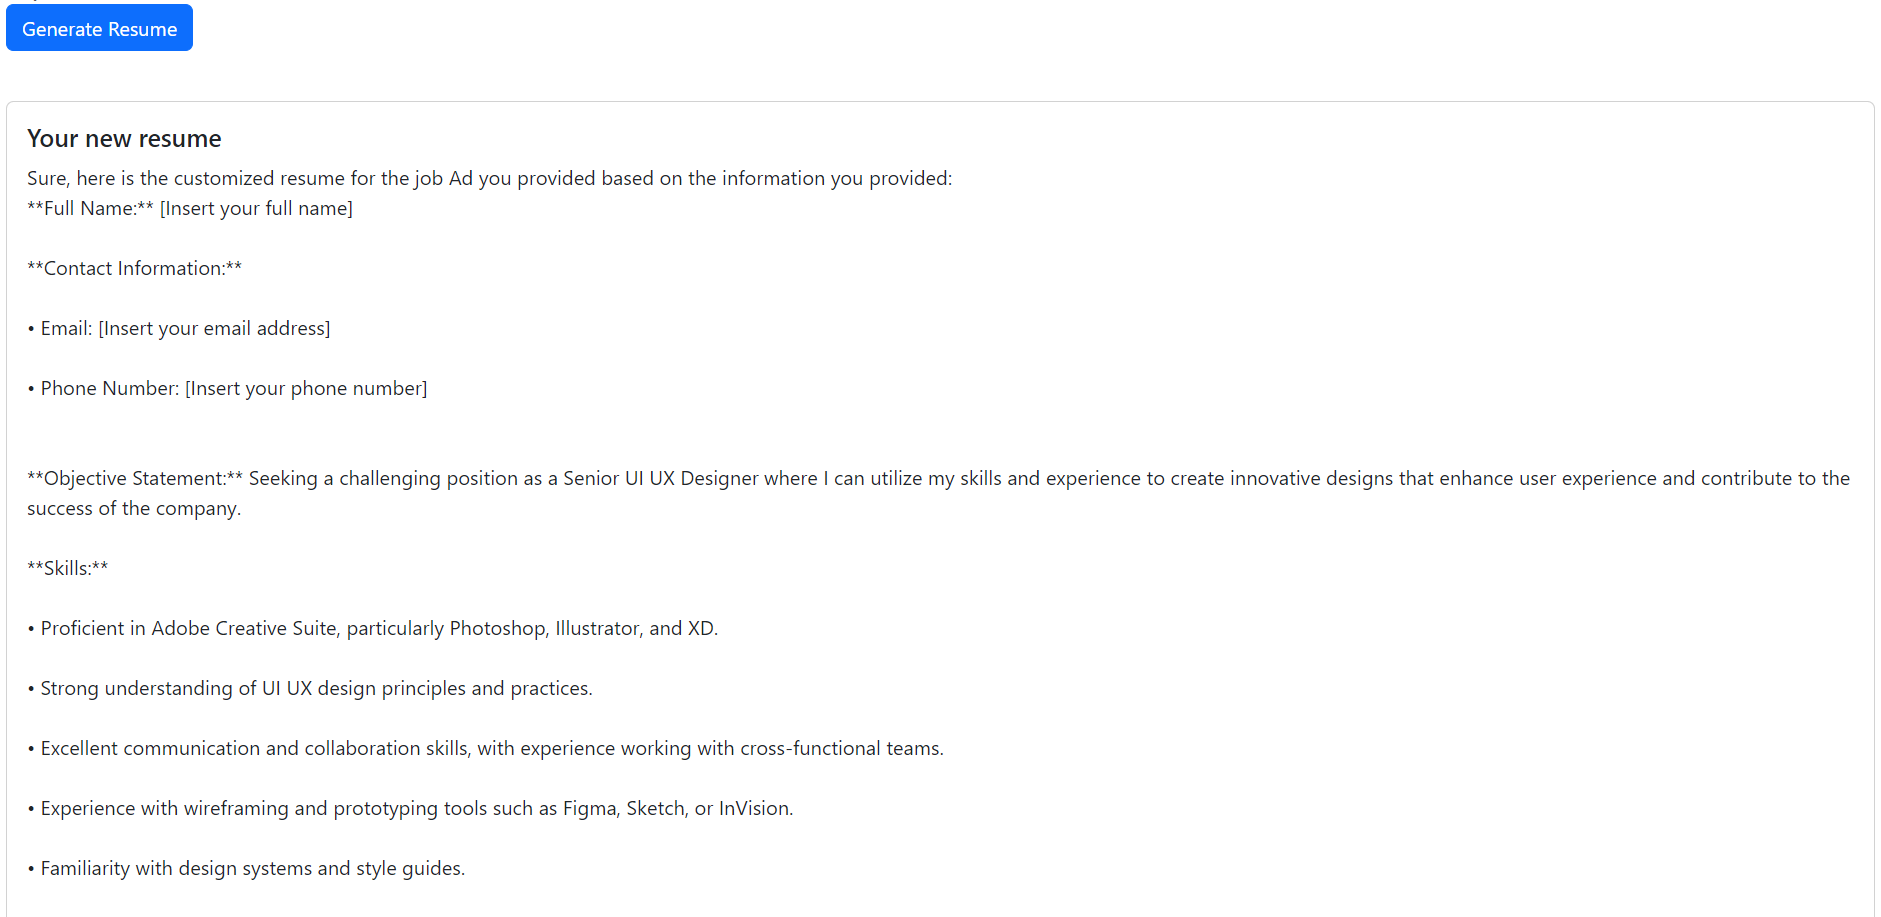 Generate Resume
Your new resume
Sure, here is the customized resume for the job Ad you provided based on the information you provided:
**Full Name:** [Insert your full name]
**Contact Information:**
• Email: [Insert your email address]
• Phone Number: [Insert your phone number]
**Objective Statement:** Seeking a challenging position as a Senior UI UX Designer where I can utilize my skills and experience to create innovative designs that enhance user experience and contribute to the
success of the company.
**Skills:**
• Proficient in Adobe Creative Suite, particularly Photoshop, Illustrator, and XD.
• Strong understanding of UI UX design principles and practices.
• Excellent communication and collaboration skills, with experience working with cross-functional teams.
• Experience with wireframing and prototyping tools such as Figma, Sketch, or InVision.
• Familiarity with design systems and style guides.